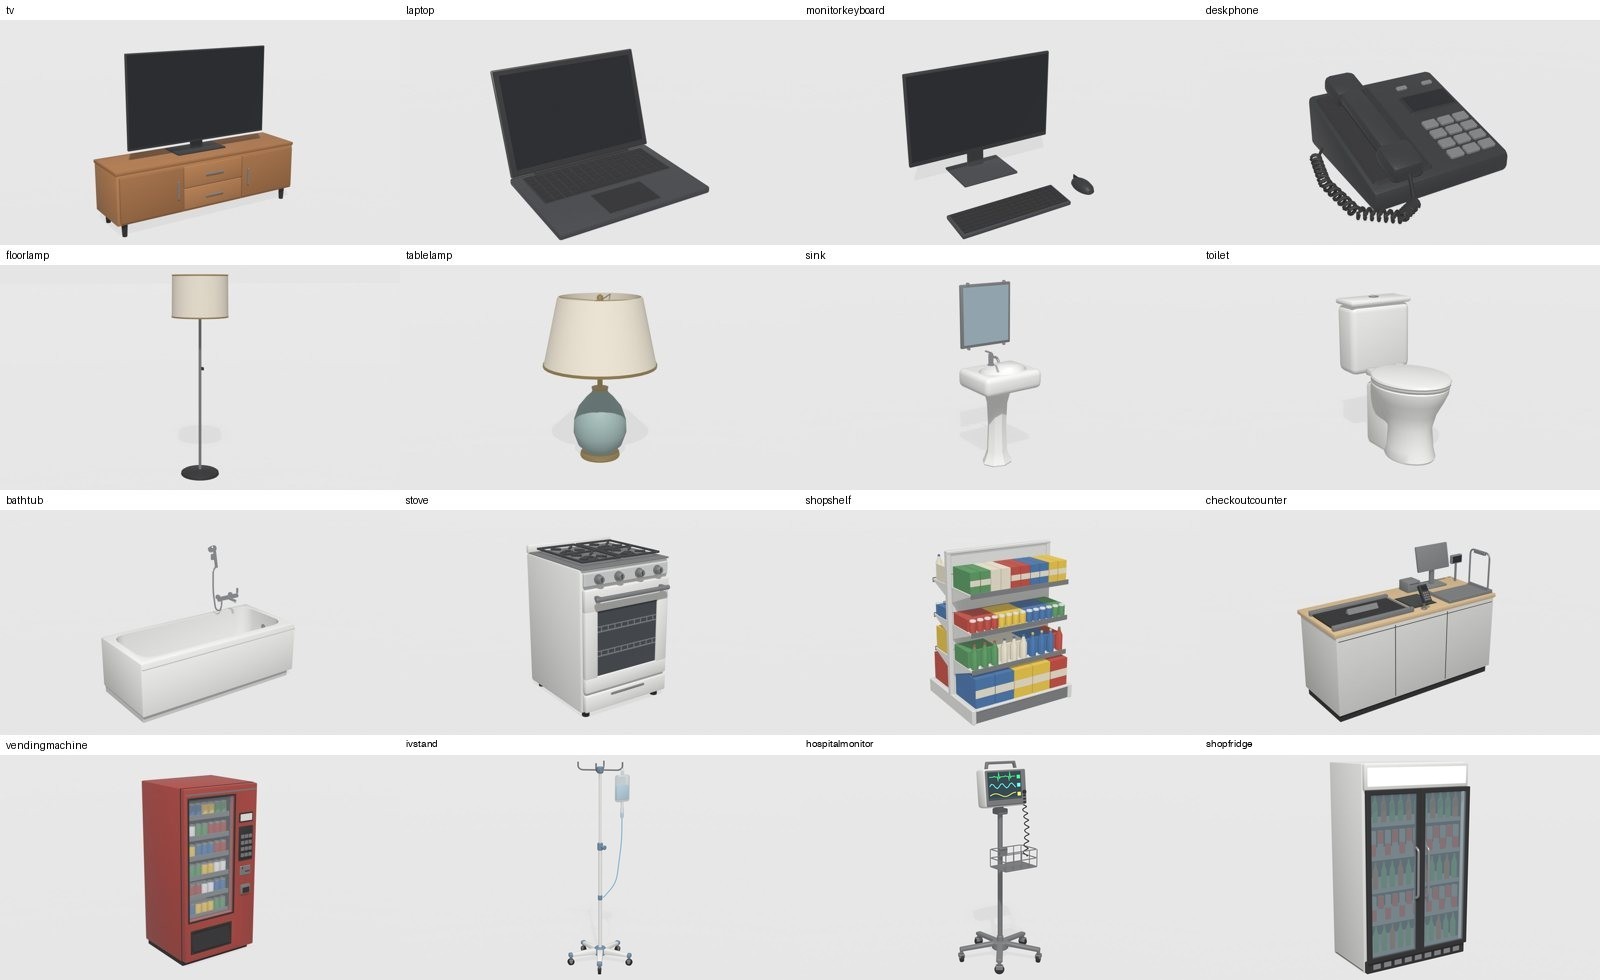 tv
laptop
monitorkeyboard
deskphone
floorlamp
tablelamp
sink
toilet
bathtub
stove
shopshelf
checkoutcounter
vendingmachine
ivstand
hospitalmonitor
shopfridge